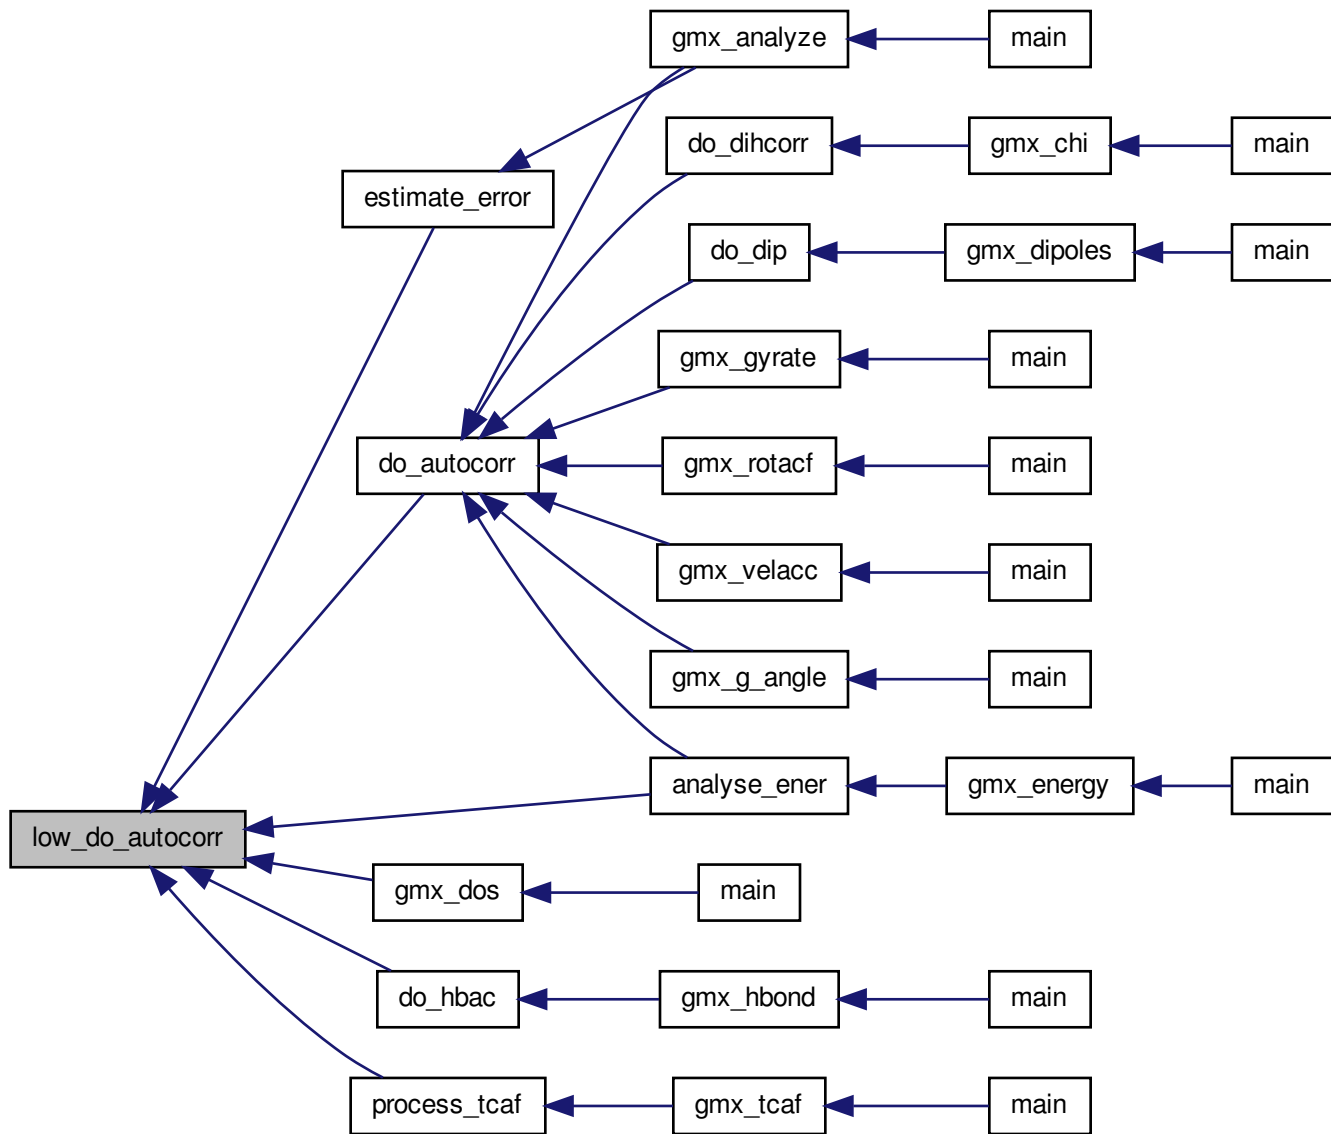 gmx_analyze
main
do_dihcorr
gmx_chi
main
estimate_error
do_dip
gmx_dipoles
main
gmx_gyrate
main
do_autocorr
gmx_rotacf
main
gmx_velacc
main
gmx_g_angle
main
analyse_ener
gmx_energy
main
low_do_autocorr
gmx_dos
main
do_hbac
gmx_hbond
main
process_tcaf
gmx_tcaf
main